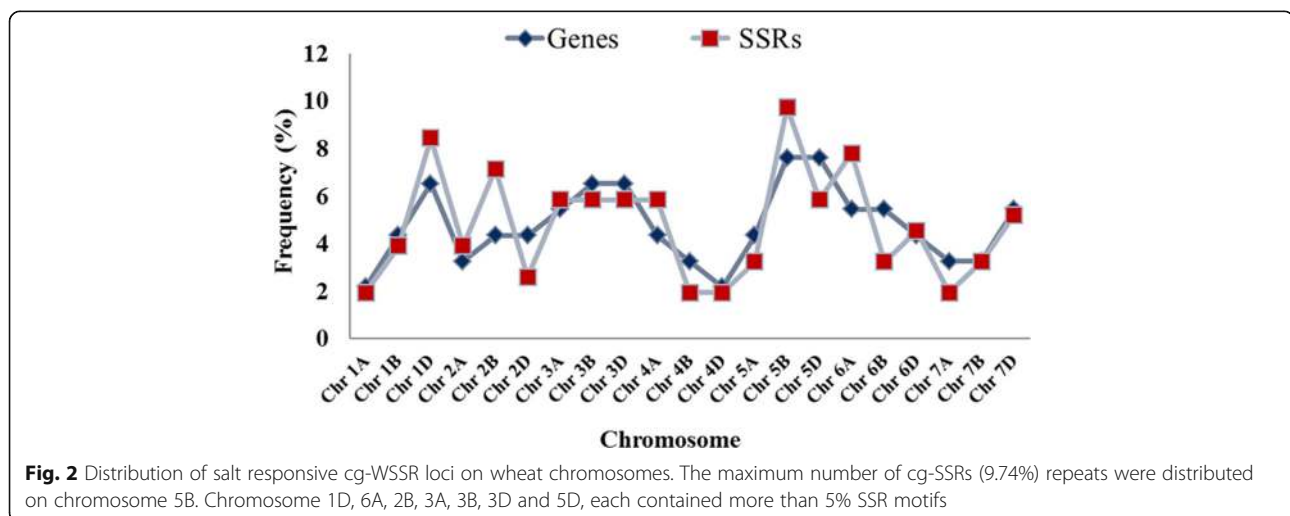 Genes SSRs
12
10
8
6
4
2
0
Frequency (%)
Chr 1A
Chr 1B
Chr 1D
Chr 2A
Chr 2B
Chr 2D
Chr 3A
Chr 3B
Chr 3D
Chr 4A
Chr 4B
Chr 4D
Chr 5A
Chr 5B
Chr 5D
Chr 6A
Chr 6B
Chr 6D
Chr 7A
Chr 7B
Chr 7D
Chromosome
Fig. 2 Distribution of salt responsive cg-WSSR loci on wheat chromosomes. The maximum number of cg-SSRs (9.74%) repeats were distributed
on chromosome 5B. Chromosome 1D, 6A, 2B, 3A, 3B, 3D and 5D, each contained more than 5% SSR motifs